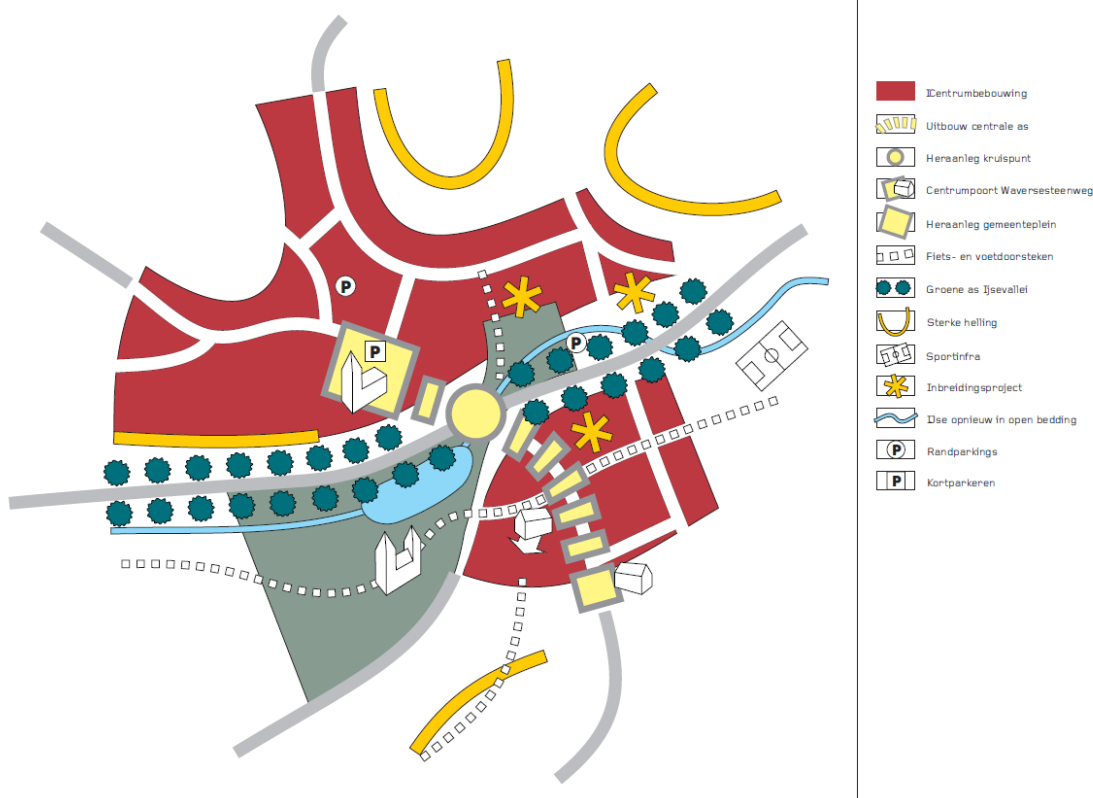 P
P
P
Centrumbebouwing
Uitbouw centrale as
Heraanleg kruispunt
Centrumpoort Waversesteenweg
Heraanleg gemeenteplein
Fiets- en voetdoorsteken
Groene as IJsevallei
Sterke helling
Sportinfra
Inbreidingsproject
IJse opnieuw in open bedding
P Randparkings
P Kortparkeren